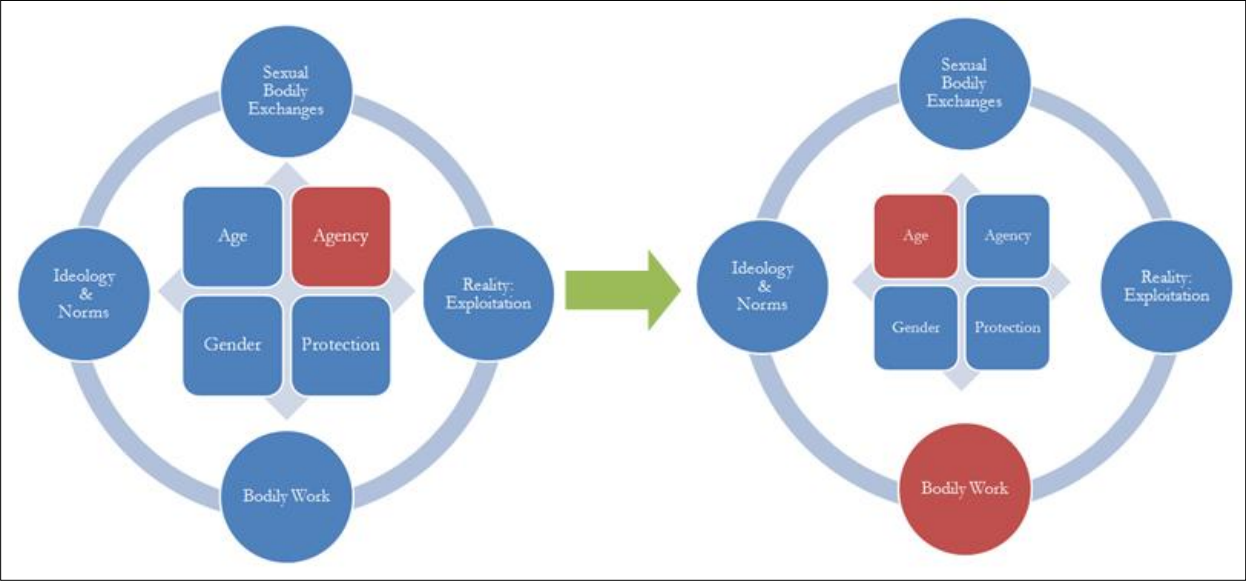 Sexual
Bodily
Exchanges
Age
Agency
Ideology
&
Norms
Reality:
Exploitation
Gender
Protection
Bodily Work
Sexual
Bodily
Exchanges
Age
Agency
Ideology
&
Norms
Reality:
Exploitation
Gender
Protection
Bodily Work